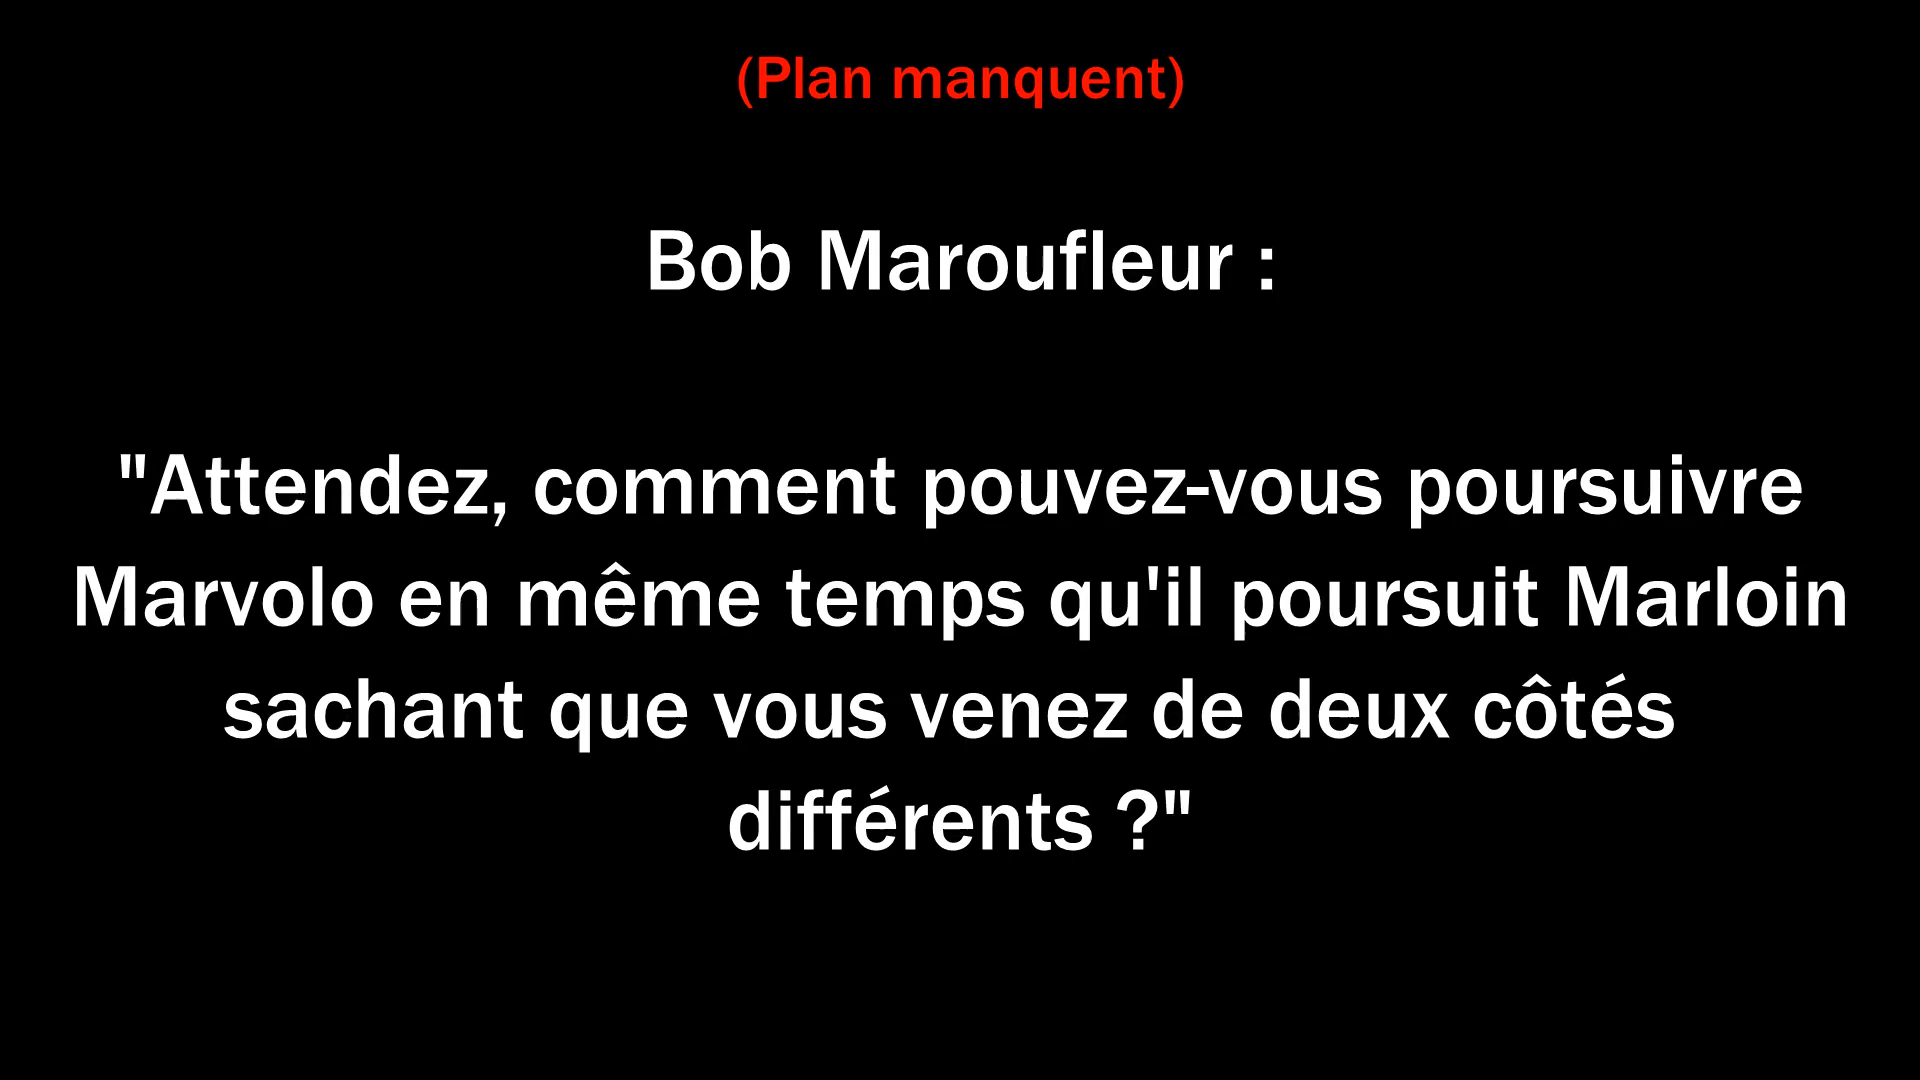 (Plan manquent)
Bob Maroufleur :
"Attendez, comment pouvez-vous poursuivre
Marvolo en même temps qu'il poursuit Marloin
sachant que vous venez de deux côtés
différents ?"